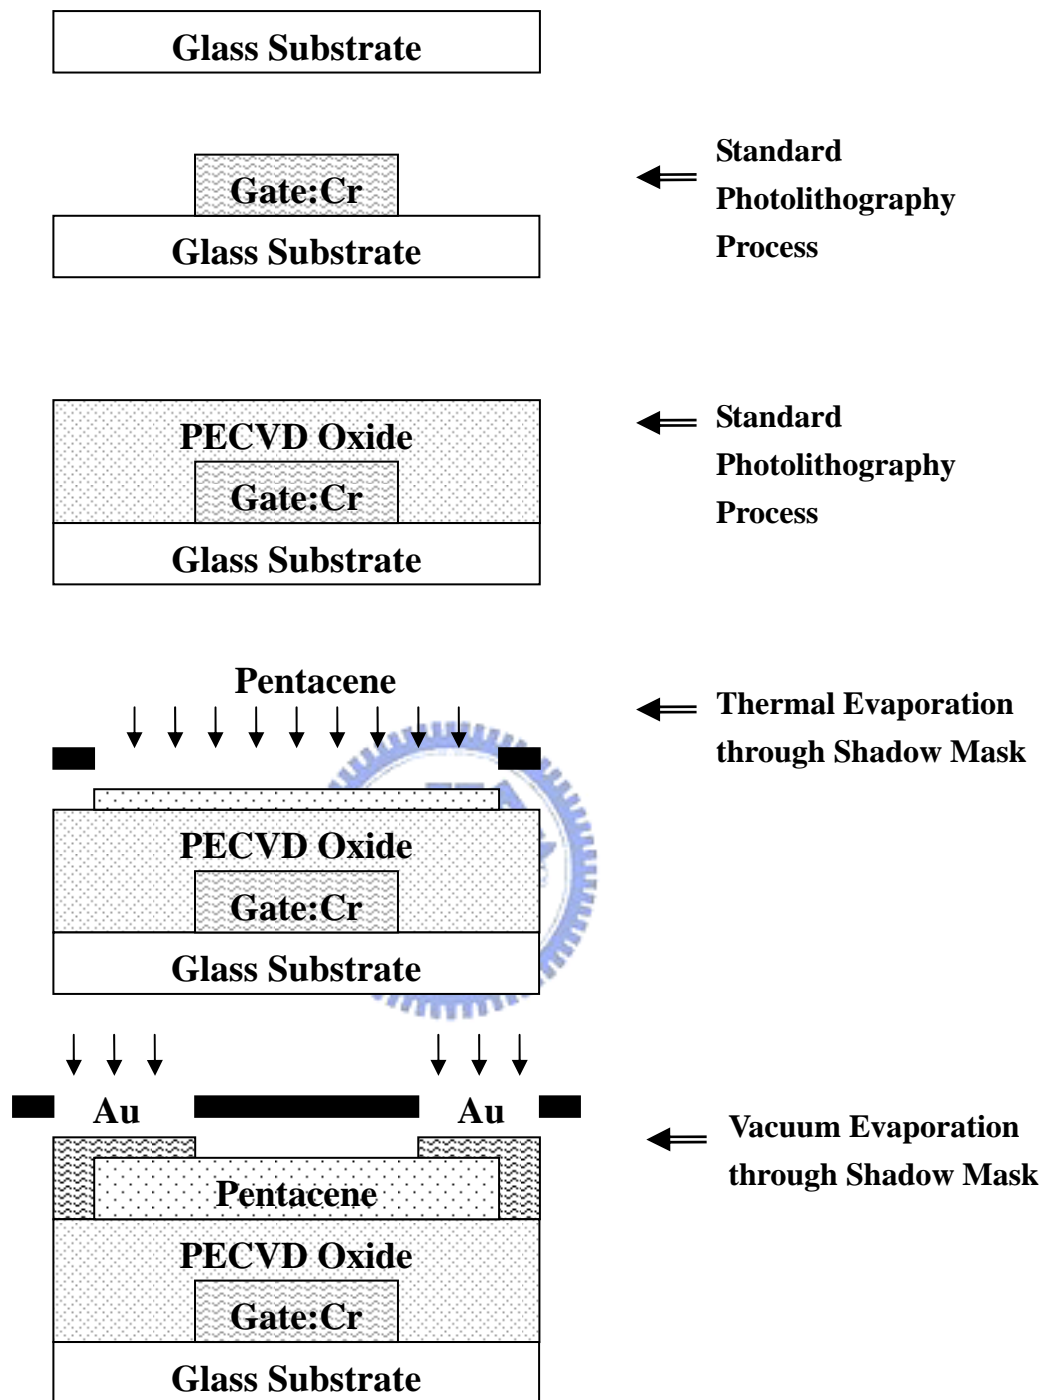 Glass Substrate
Gate:Cr
Glass Substrate
Standard
Photolithography
Process
PECVD Oxide
Gate:Cr
Glass Substrate
Standard
Photolithography
Process
Pentacene
PECVD Oxide
Gate:Cr
Glass Substrate
Thermal Evaporation
through Shadow Mask
Au Au
Pentacene
PECVD Oxide
Gate:Cr
Glass Substrate
Vacuum Evaporation
through Shadow Mask